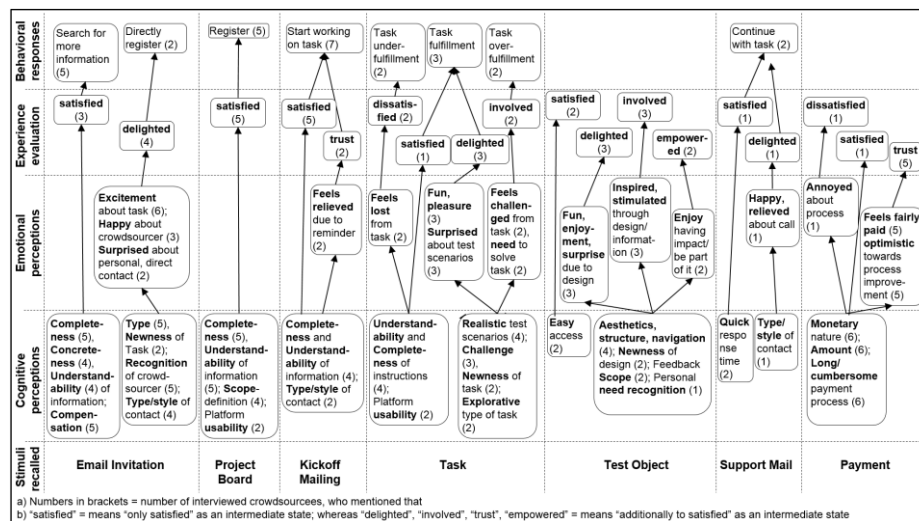 Behavioral
responses
Search for
more
information
(5)
Directly
register (2)
Register (5)
Start working
on task (7)
Task
under-
fulfillment
(2)
Task
fulfillment
(3)
Task
over-
fulfillment
(2)
Continue
with task (2)
Experience
evaluation
satisfied
(3)
delighted
(4)
satisfied
(5)
satisfied
(5)
trust
(2)
dissatis-
fied (2)
satisfied
(1)
delighted
(3)
involved
(2)
satisfied
(2)
delighted
(3)
involved
(3)
empower-
ed (2)
satisfied
(1)
delighted
(1)
dissatisfied
(1)
satisfied
(1)
trust
(5)
Emotional
perceptions
Excitement
about task (6);
Happy about
crowdsourcer (3)
Surprised about
personal, direct
contact (2)
Feels
relieved
due to
reminder
(2)
Feels
lost from
task (2)
Fun,
pleasure
(3)
Surprised
about test
scenarios
(3)
Feels
challenged
from
task (2),
need to
solve
task (2)
Fun,
enjoy-
ment,
surprise
due to
design
(3)
Inspired,
stimulated
through
design/
inform-
ation
(3)
Enjoy
having
impact/
be part
of it (2)
Happy,
relieved
about call
(1)
Annoyed
about
process (1)
Feels fairly
paid (5)
optimistic
towards
process
improve-
ment (5)
Cognitive
perceptions
Complete-
ness (5),
Concrete-
ness (4),
Understand-
ability (4) of
information;
Compen-
sation (5)
Type (5),
Newness of
Task (2);
Recognition
of crowd-
sourcer (5);
Type/style of
contact (4)
Complete-
ness (5),
Understand-
ability of
information
(5); Scope-
definition (4);
Platform
usability (2)
Complete-
ness and
Understand-
ability of
information (4);
Type/style of
contact (2)
Understand-
ability and
Complete-
ness of
instructions
(4);
Platform
usability (2)
Realistic test
scenarios (4);
Challenge
(3),
Newness of
task (2);
Explorative
type of task
(2)
Easy
access
(2)
Aesthetics,
structure, navigation
(4); Newness of
design (2); Feedback
Scope (2); Personal
need recognition (1)
Quick
response
time (2)
Type/
style of
contact
(1)
Monetary
nature (6);
Amount (6);
Long/
cumbersome
payment
process (6)
Stimuli
recalled
Email Invitation
Project
Board
Kickoff
Mailing
Task
Test Object
Support Mail
Payment
a) Numbers in brackets = number of interviewed crowdsourcees, who mentioned that
b) “satisfied” = means “only satisfied” as an intermediate state; whereas “delighted”, “involved”, “trust”, “empowered” = means “additionally to satisfied” as an intermediate state